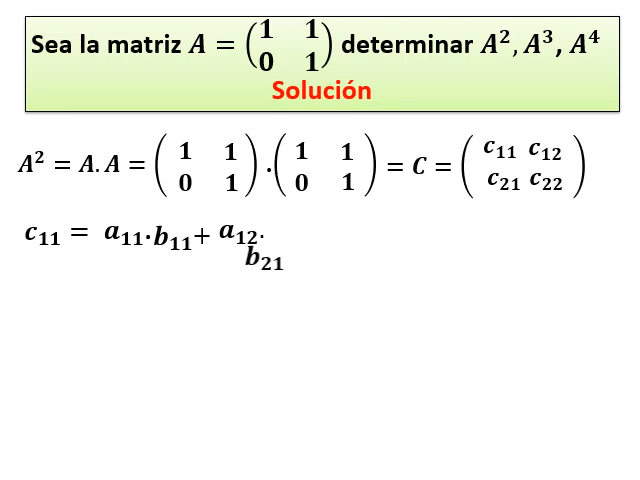 Sea la matriz A = (1 1
0 1) determinar A², A³, A⁴
Solución
A² = A.A = (1 1
0 1) . (1 1
0 1) = C = (c₁₁ c₁₂
c₂₁ c₂₂)
c₁₁ = a₁₁.b₁₁+ a₁₂.
b₂₁